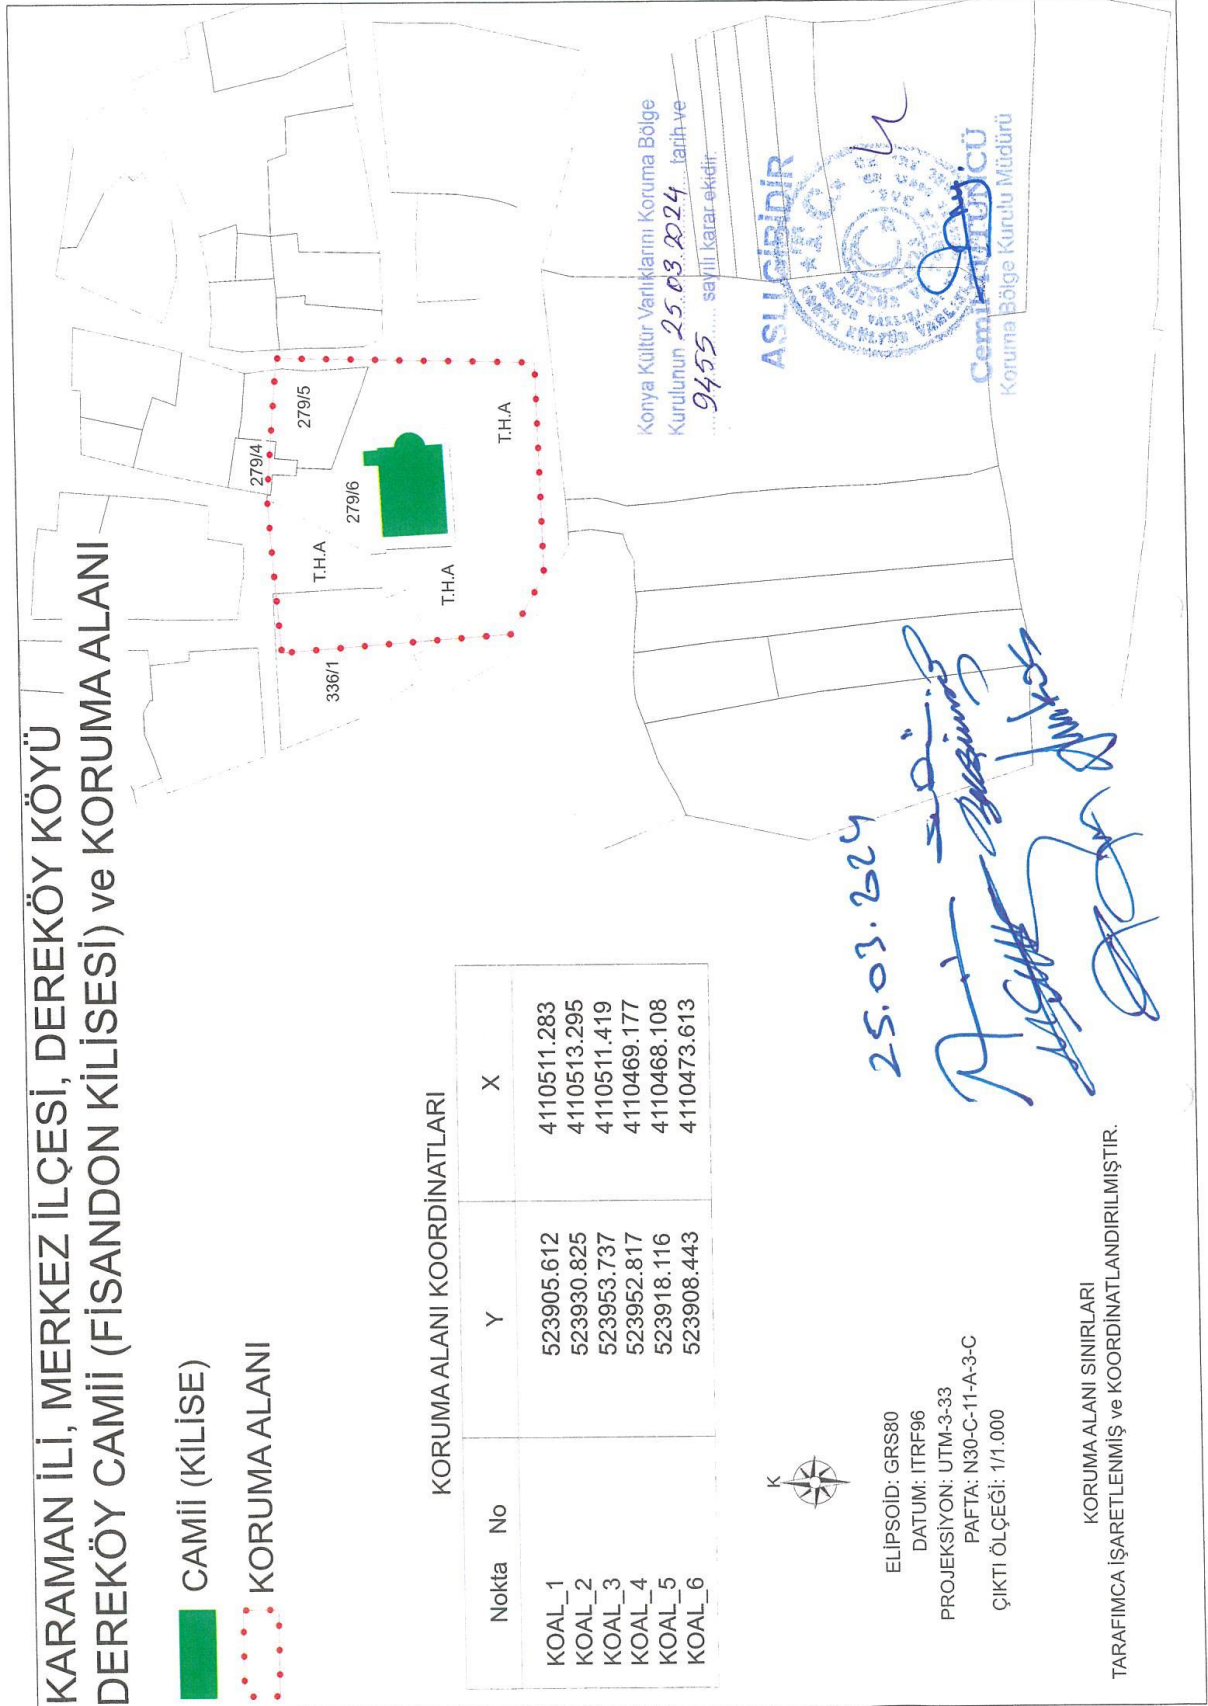 KARAMAN İLİ, MERKEZ İLÇESİ, DEREKÖY KÖYÜ
DEREKÖY CAMİİ (FİSANDON KİLİSESİ) ve KORUMA ALANI
CAMİİ (KİLİSE)
KORUMA ALANI
KORUMA ALANI KOORDİNATLARI
Nokta No Y X
KOAL_1 523905.612 4110511.283
KOAL_2 523930.825 4110513.295
KOAL_3 523953.737 4110511.419
KOAL_4 523952.817 4110469.177
KOAL_5 523918.116 4110468.108
KOAL_6 523908.443 4110473.613
K
ELİPSOİD: GRS80
DATUM: ITRF96
PROJEKSİYON: UTM-3-33
PAFTA: N30-C-11-A-3-C
ÇIKTI ÖLÇEĞİ: 1/1.000
KORUMA ALANI SINIRLARI
TARAFIMCA İŞARETLENMİŞ ve KOORDİNATLANDIRILMIŞTIR.
279/4
279/5
279/6
336/1
T.H.A
T.H.A
T.H.A
Konya Kültür Varlıklarını Koruma Bölge
Kurulunun 25.03.2024 tarih ve
9455 sayılı karar ekidir.
ASLI GİBİDİR
Cemil
Koruma Bölge Kurulu Müdürü
25.03.2024